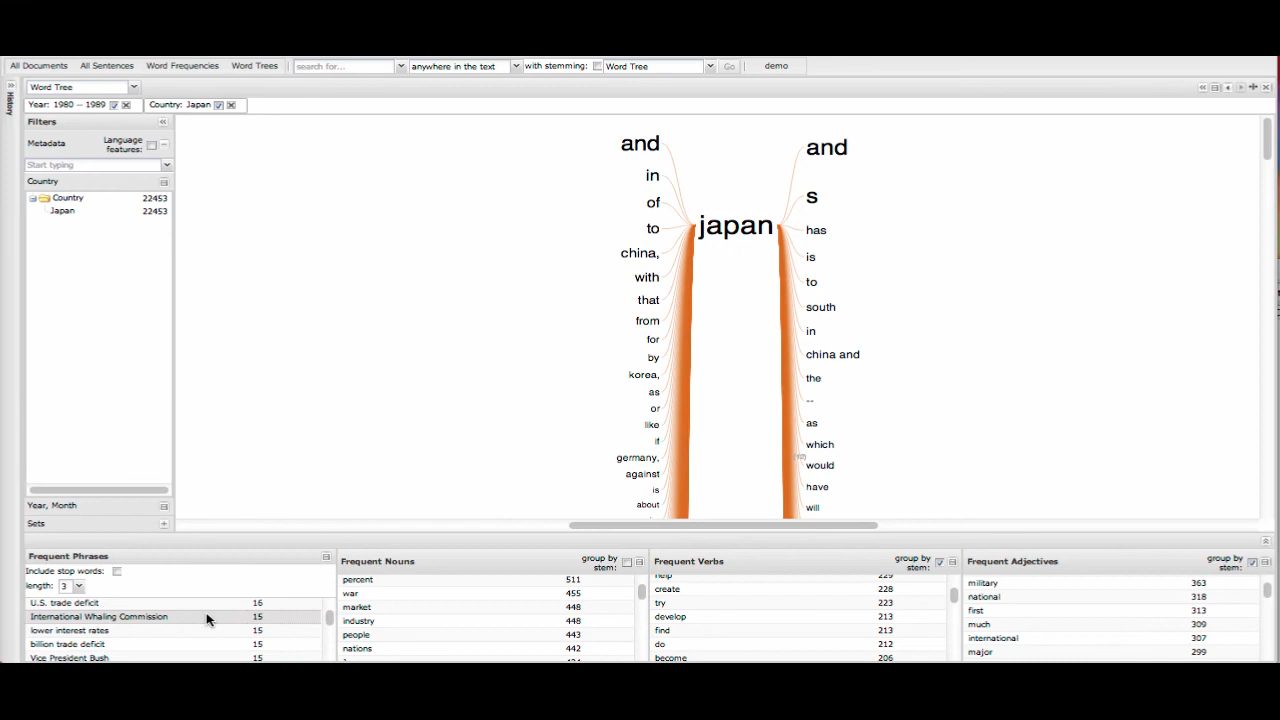 All Documents All Sentences Word Frequencies Word Trees search for... anywhere in the text with stemming: Word Tree Go demo
History
Word Tree
Year: 1980 -- 1989 Country: Japan
Filters
Metadata Language features:
Start typing
Country
Country 22453
Japan 22453
Year, Month
Sets
and
in
of
to
china,
with
that
from
for
by
korea,
as
or
like
if
germany,
against
is
about
japan
and
s
has
is
to
south
in
china and
the
--
as
which
would
have
will
Frequent Phrases
Include stop words:
length: 3
U.S. trade deficit 16
International Whaling Commission 15
lower interest rates 15
billion trade deficit 15
Vice President Bush 15
Frequent Nouns group by stem:
percent 511
war 455
market 448
industry 448
people 443
nations 442
Frequent Verbs group by stem:
help 229
create 228
try 223
develop 213
find 213
do 212
become 206
Frequent Adjectives group by stem:
military 363
national 318
first 313
much 309
international 307
major 299